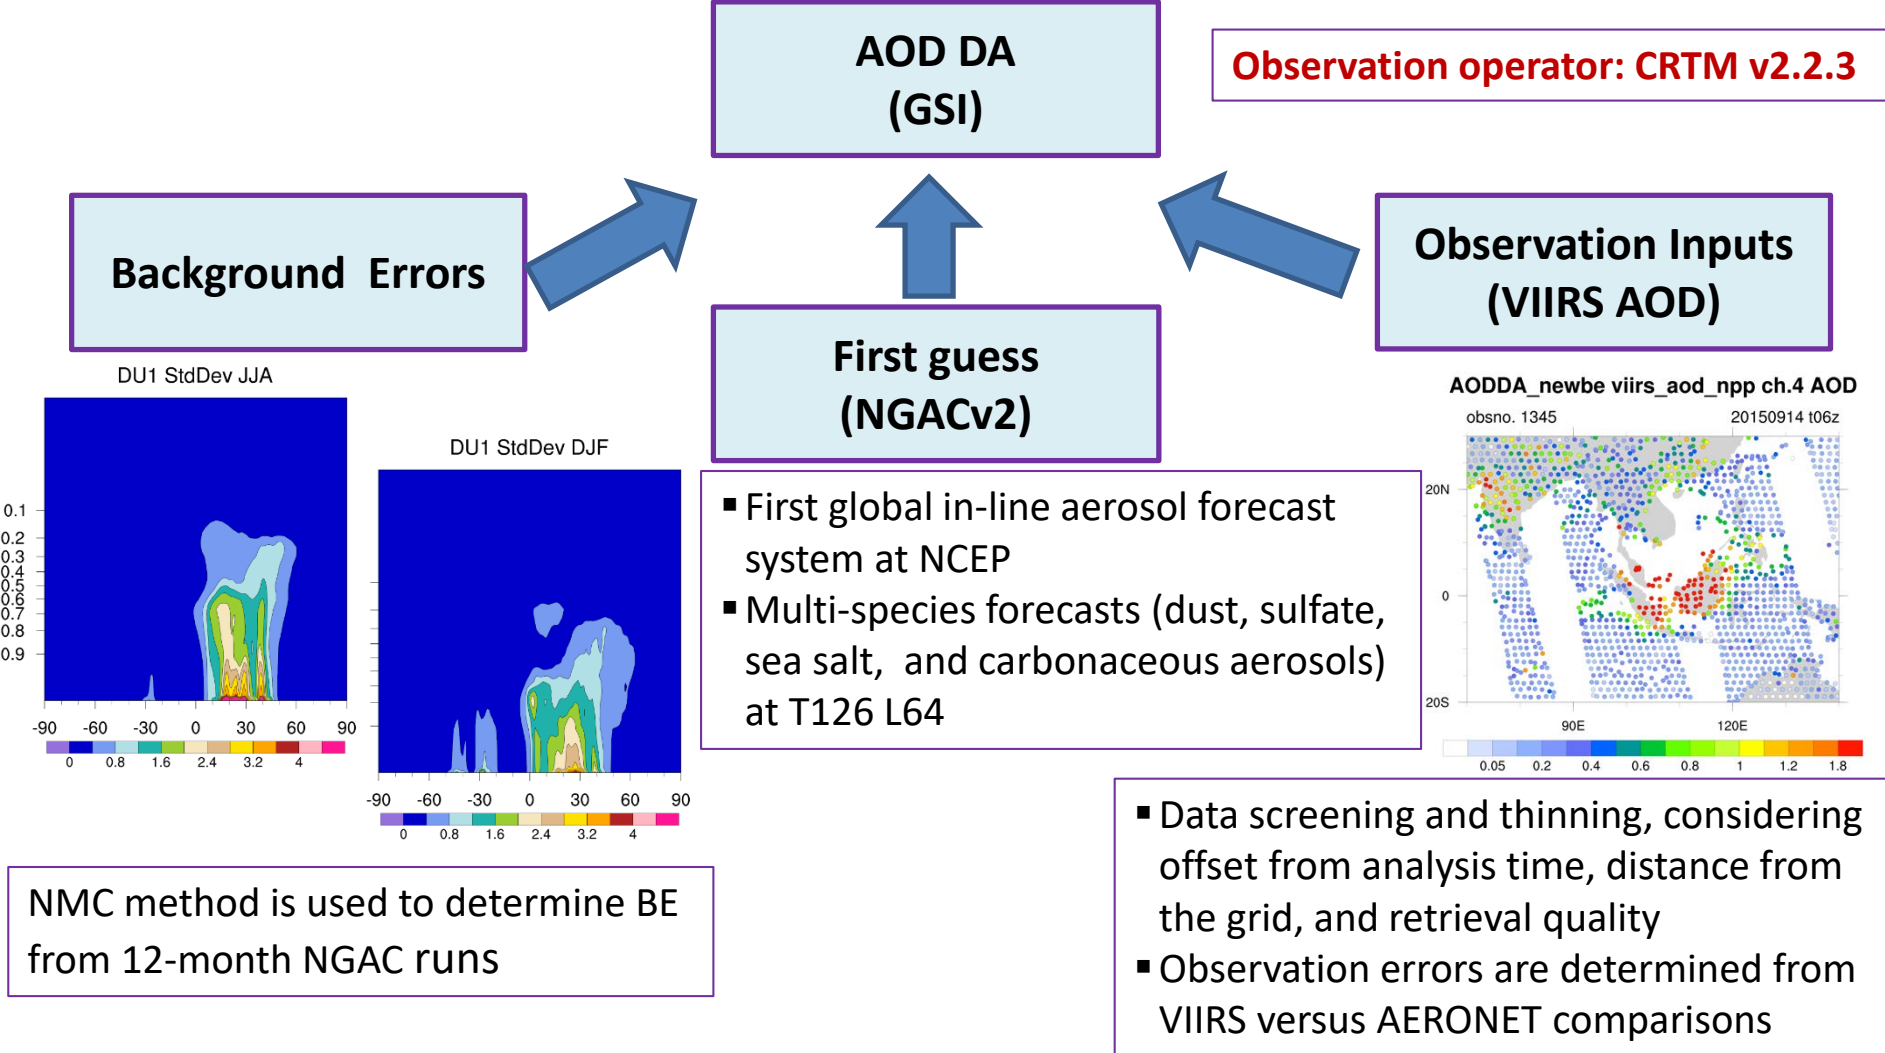 AOD DA
(GSI)
Observation operator: CRTM v2.2.3
Background  Errors
First guess
(NGACv2)
Observation Inputs
(VIIRS AOD)
DU1 StdDev JJA
0.1
0.2
0.3
0.4
0.5
0.6
0.7
0.8
0.9
-90 -60 -30 0 30 60 90
0 0.8 1.6 2.4 3.2 4
DU1 StdDev DJF
-90 -60 -30 0 30 60 90
0 0.8 1.6 2.4 3.2 4
NMC method is used to determine BE
from 12-month NGAC runs
▪ First global in-line aerosol forecast
system at NCEP
▪ Multi-species forecasts (dust, sulfate,
sea salt,  and carbonaceous aerosols)
at T126 L64
AODDA_newbe viirs_aod_npp ch.4 AOD
obsno. 1345 20150914 t06z
20N
0
20S
90E 120E
0.05 0.2 0.4 0.6 0.8 1 1.2 1.8
▪ Data screening and thinning, considering
offset from analysis time, distance from
the grid, and retrieval quality
▪ Observation errors are determined from
VIIRS versus AERONET comparisons